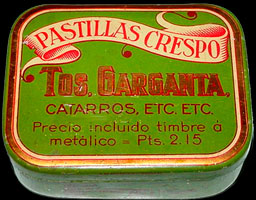 PASTILLAS CRESPO
TOS, GARGANTA,
CATARROS, ETC. ETC.
Precio incluido timbre á
metálico = Pts. 2.15